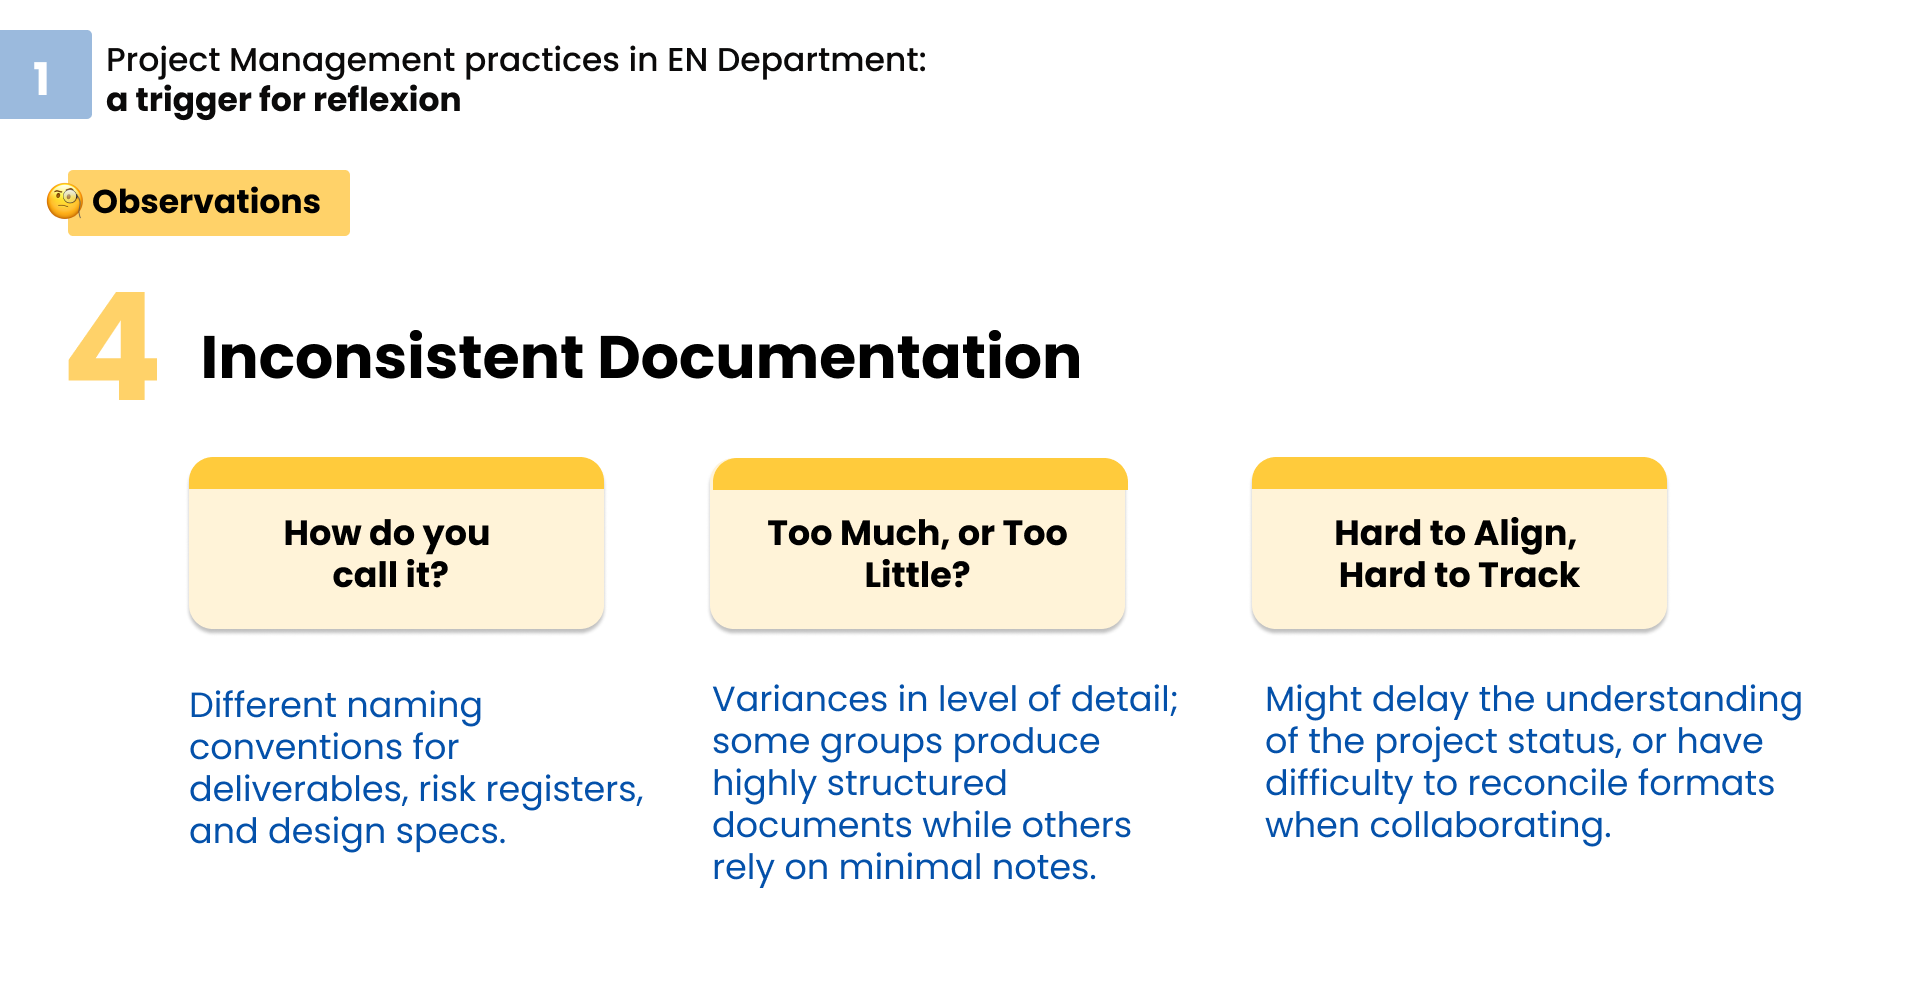 1
Project Management practices in EN Department:
a trigger for reflexion
Observations
4
Inconsistent Documentation
How do you
call it?
Different naming
conventions for
deliverables, risk registers,
and design specs.
Too Much, or Too
Little?
Variances in level of detail;
some groups produce
highly structured
documents while others
rely on minimal notes.
Hard to Align,
Hard to Track
Might delay the understanding
of the project status, or have
difficulty to reconcile formats
when collaborating.